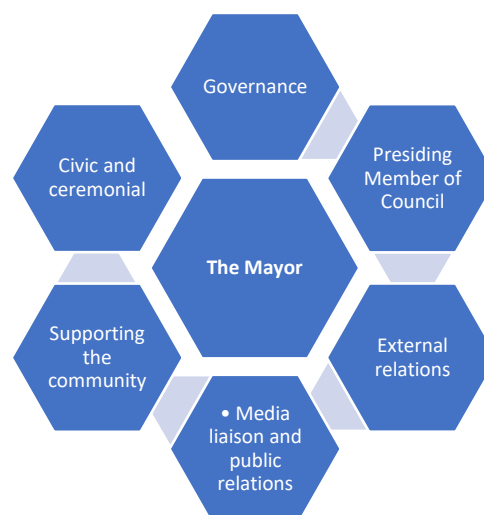 Governance
Presiding
Member of
Council
External
relations
• Media
liaison and
public
relations
Supporting
the
community
Civic and
ceremonial
The Mayor